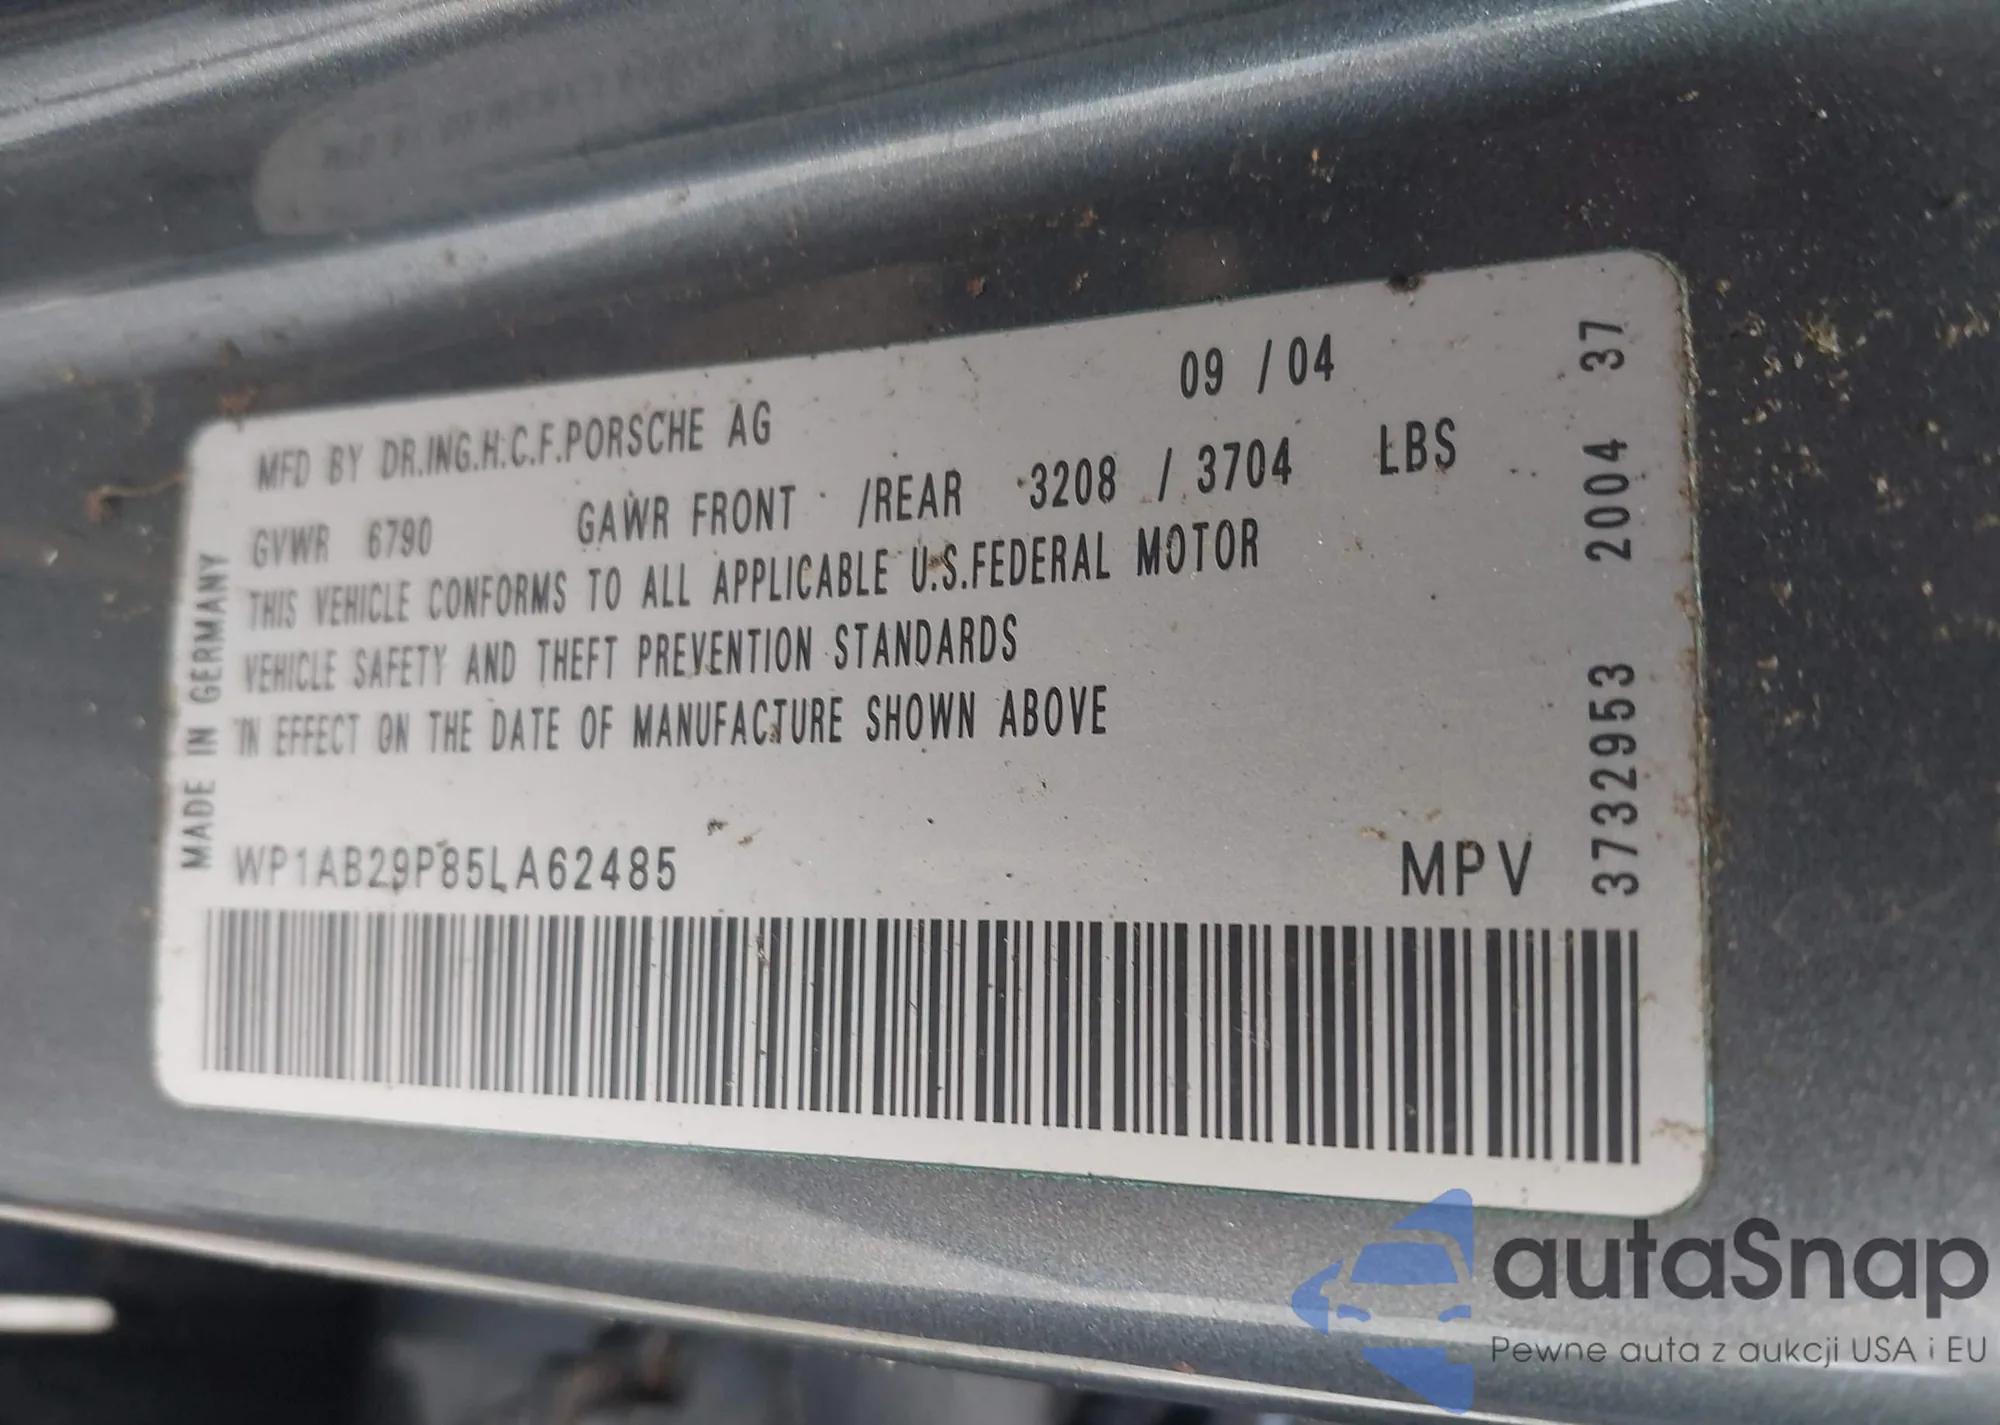 MFD BY DR.ING.H.C.F.PORSCHE AG 09 / 04
GVWR 6790 GAWR FRONT /REAR 3208 / 3704 LBS
THIS VEHICLE CONFORMS TO ALL APPLICABLE U.S.FEDERAL MOTOR
VEHICLE SAFETY AND THEFT PREVENTION STANDARDS
IN EFFECT ON THE DATE OF MANUFACTURE SHOWN ABOVE
WP1AB29P85LA62485 MPV
MADE IN GERMANY
37329953 2004 37
autaSnap
Pewne auta z aukcji USA i EU